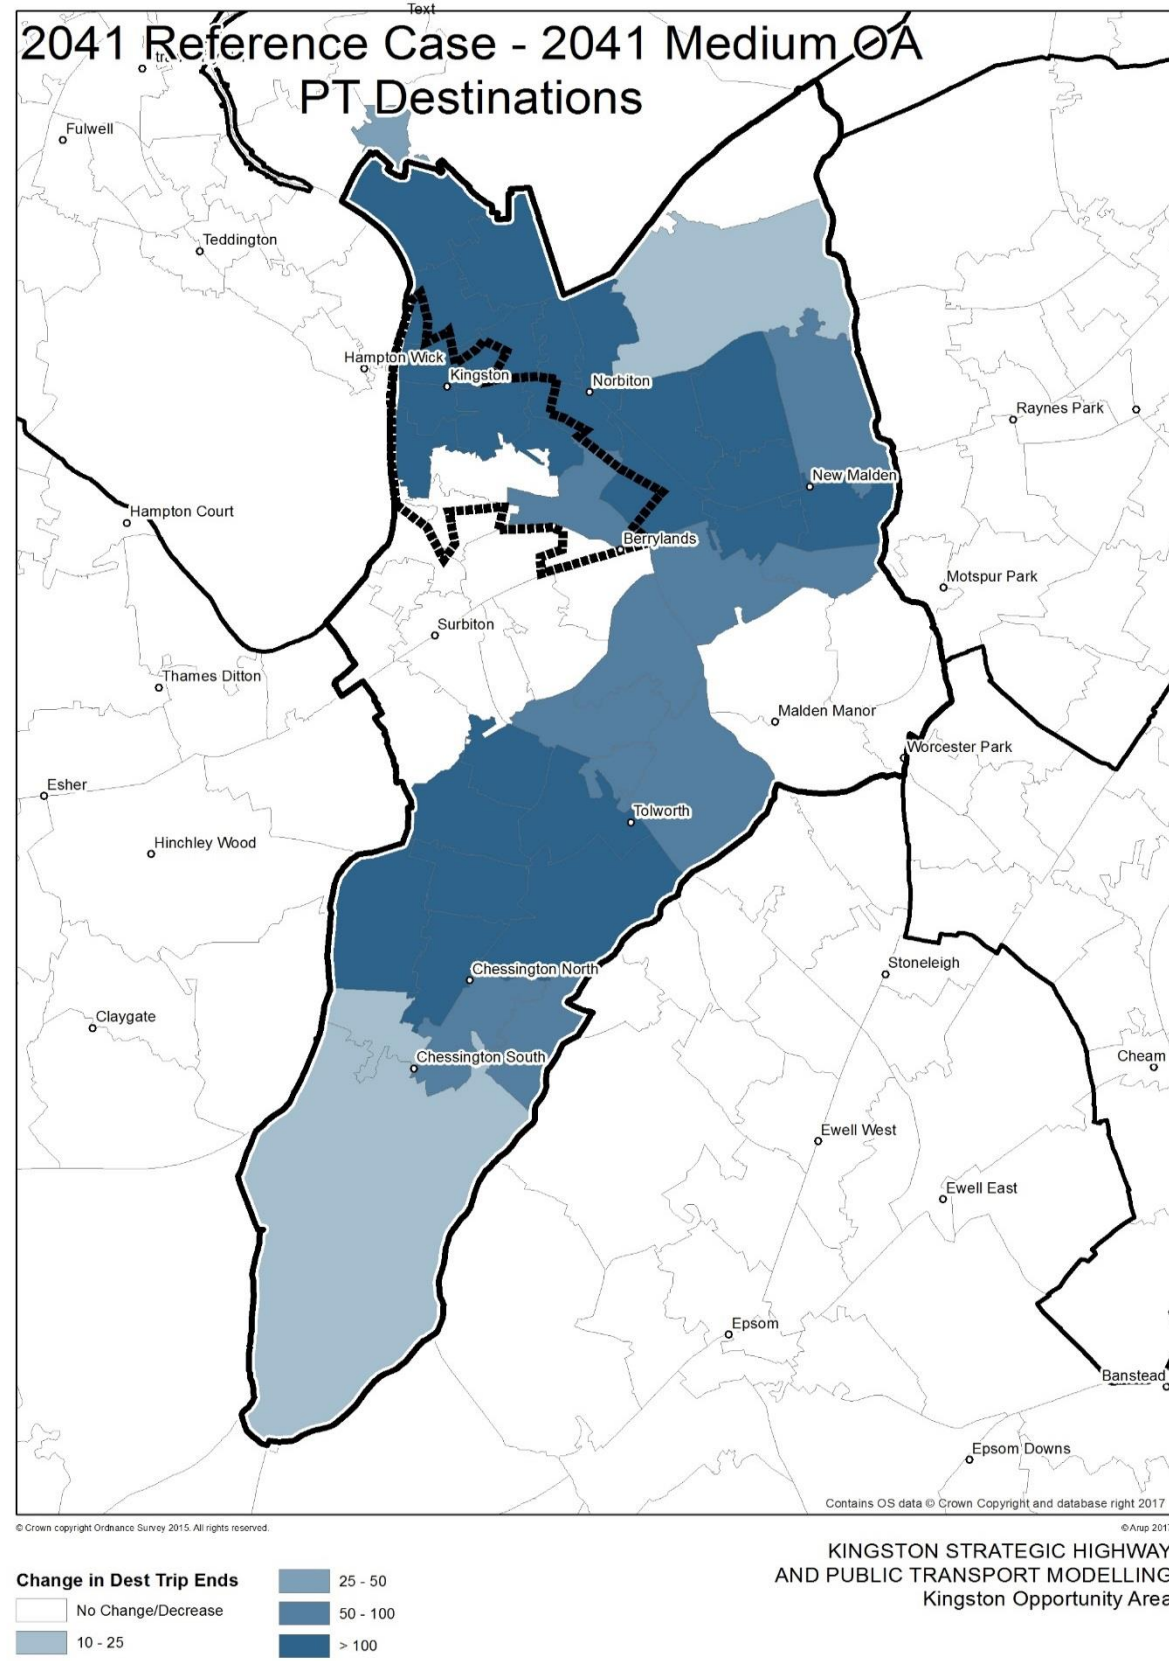 Text
2041 Reference Case - 2041 Medium OA
PT Destinations
Fulwell
Teddington
Hampton Wick
Kingston
Norbiton
Raynes Park
New Malden
Hampton Court
Berrylands
Motspur Park
Surbiton
Thames Ditton
Malden Manor
Worcester Park
Esher
Tolworth
Hinchley Wood
Stoneleigh
Chessington North
Claygate
Chessington South
Cheam
Ewell West
Ewell East
Epsom
Banstead
Epsom Downs
Contains OS data © Crown Copyright and database right 2017
© Crown copyright Ordnance Survey 2015. All rights reserved.
© Arup 2017
KINGSTON STRATEGIC HIGHWAY
AND PUBLIC TRANSPORT MODELLING
Kingston Opportunity Area
Change in Dest Trip Ends
No Change/Decrease
10 - 25
25 - 50
50 - 100
> 100